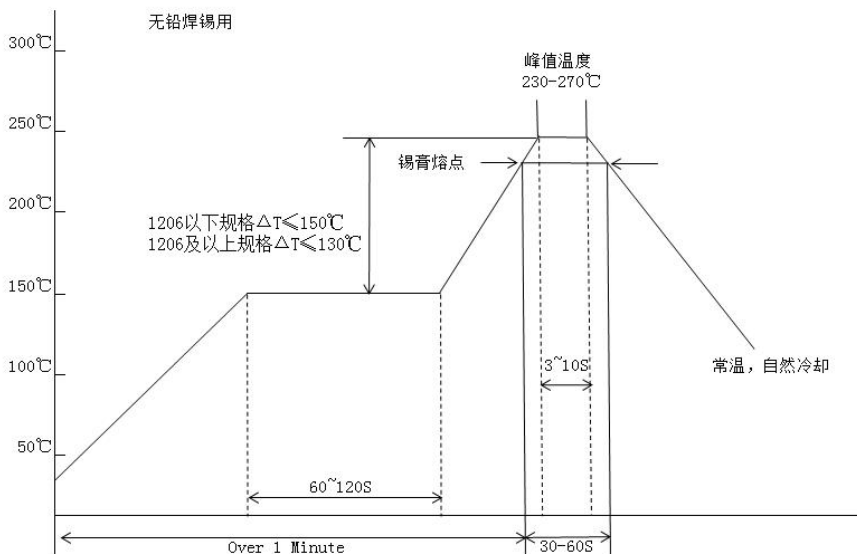 无铅焊锡用
300℃
峰值温度
230-270℃
250℃
锡膏熔点
200℃
1206以下规格△T≤150℃
1206及以上规格△T≤130℃
150℃
3~10S
常温，自然冷却
100℃
50℃
60~120S
Over 1 Minute
30-60S